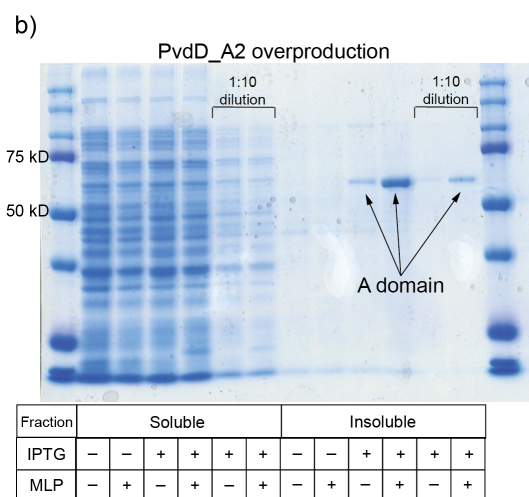 b)
PvdD_A2 overproduction
1:10 dilution 1:10 dilution
75 kD
50 kD
A domain
Fraction Soluble Insoluble
IPTG – – + + + + – – + + + +
MLP – + – + – + – + – + – +